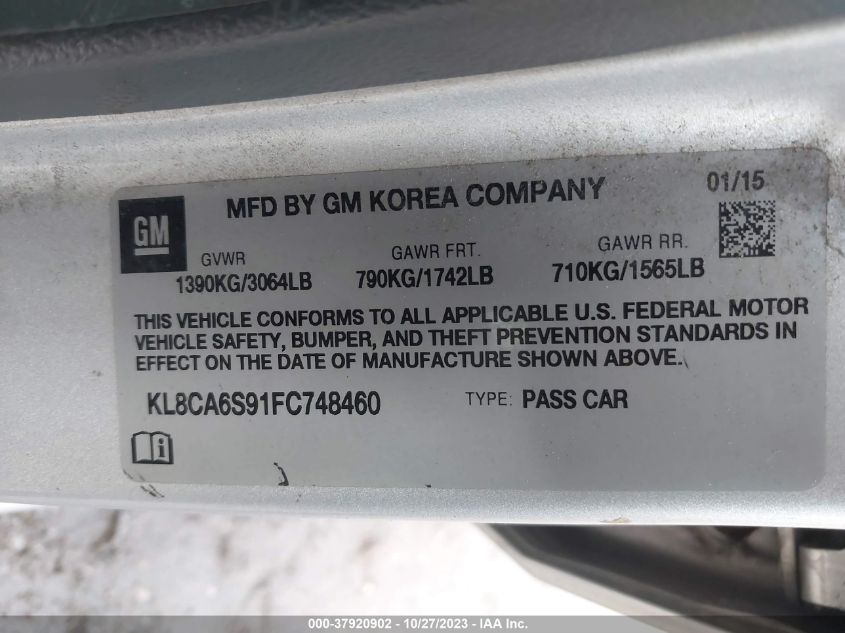 GM
MFD BY GM KOREA COMPANY
01/15
GVWR
GAWR FRT.
GAWR RR.
1390KG/3064LB
790KG/1742LB
710KG/1565LB
THIS VEHICLE CONFORMS TO ALL APPLICABLE U.S. FEDERAL MOTOR
VEHICLE SAFETY, BUMPER, AND THEFT PREVENTION STANDARDS IN
EFFECT ON THE DATE OF MANUFACTURE SHOWN ABOVE.
KL8CA6S91FC748460
TYPE: PASS CAR
000-37920902 - 10/27/2023 - IAA Inc.